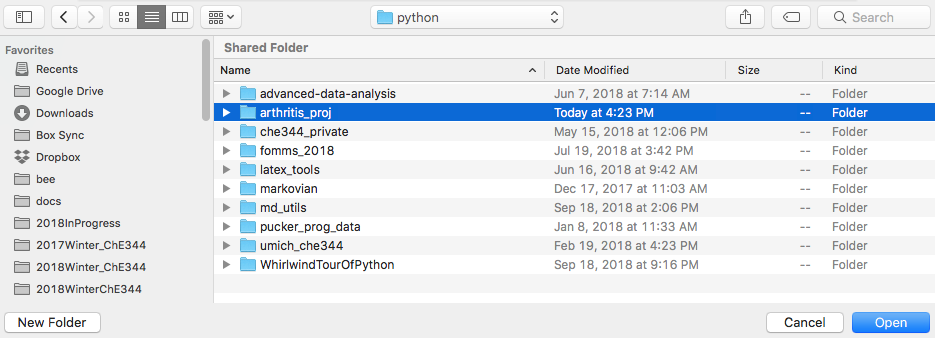 python
Search
Favorites
Recents
Google Drive
Downloads
Box Sync
Dropbox
bee
docs
2018InProgress
2017Winter_ChE344
2018Winter_ChE344
2018WinterChE344
Shared Folder
Name Date Modified Size Kind
advanced-data-analysis Jun 7, 2018 at 7:14 AM -- Folder
arthritis_proj Today at 4:23 PM -- Folder
che344_private May 15, 2018 at 12:06 PM -- Folder
fomms_2018 Jul 19, 2018 at 3:42 PM -- Folder
latex_tools Jun 16, 2018 at 9:42 AM -- Folder
markovian Dec 17, 2017 at 11:03 AM -- Folder
md_utils Sep 18, 2018 at 2:06 PM -- Folder
pucker_prog_data Jan 8, 2018 at 11:33 AM -- Folder
umich_che344 Feb 19, 2018 at 4:23 PM -- Folder
WhirlwindTourOfPython Sep 18, 2018 at 9:16 PM -- Folder
New Folder Cancel Open